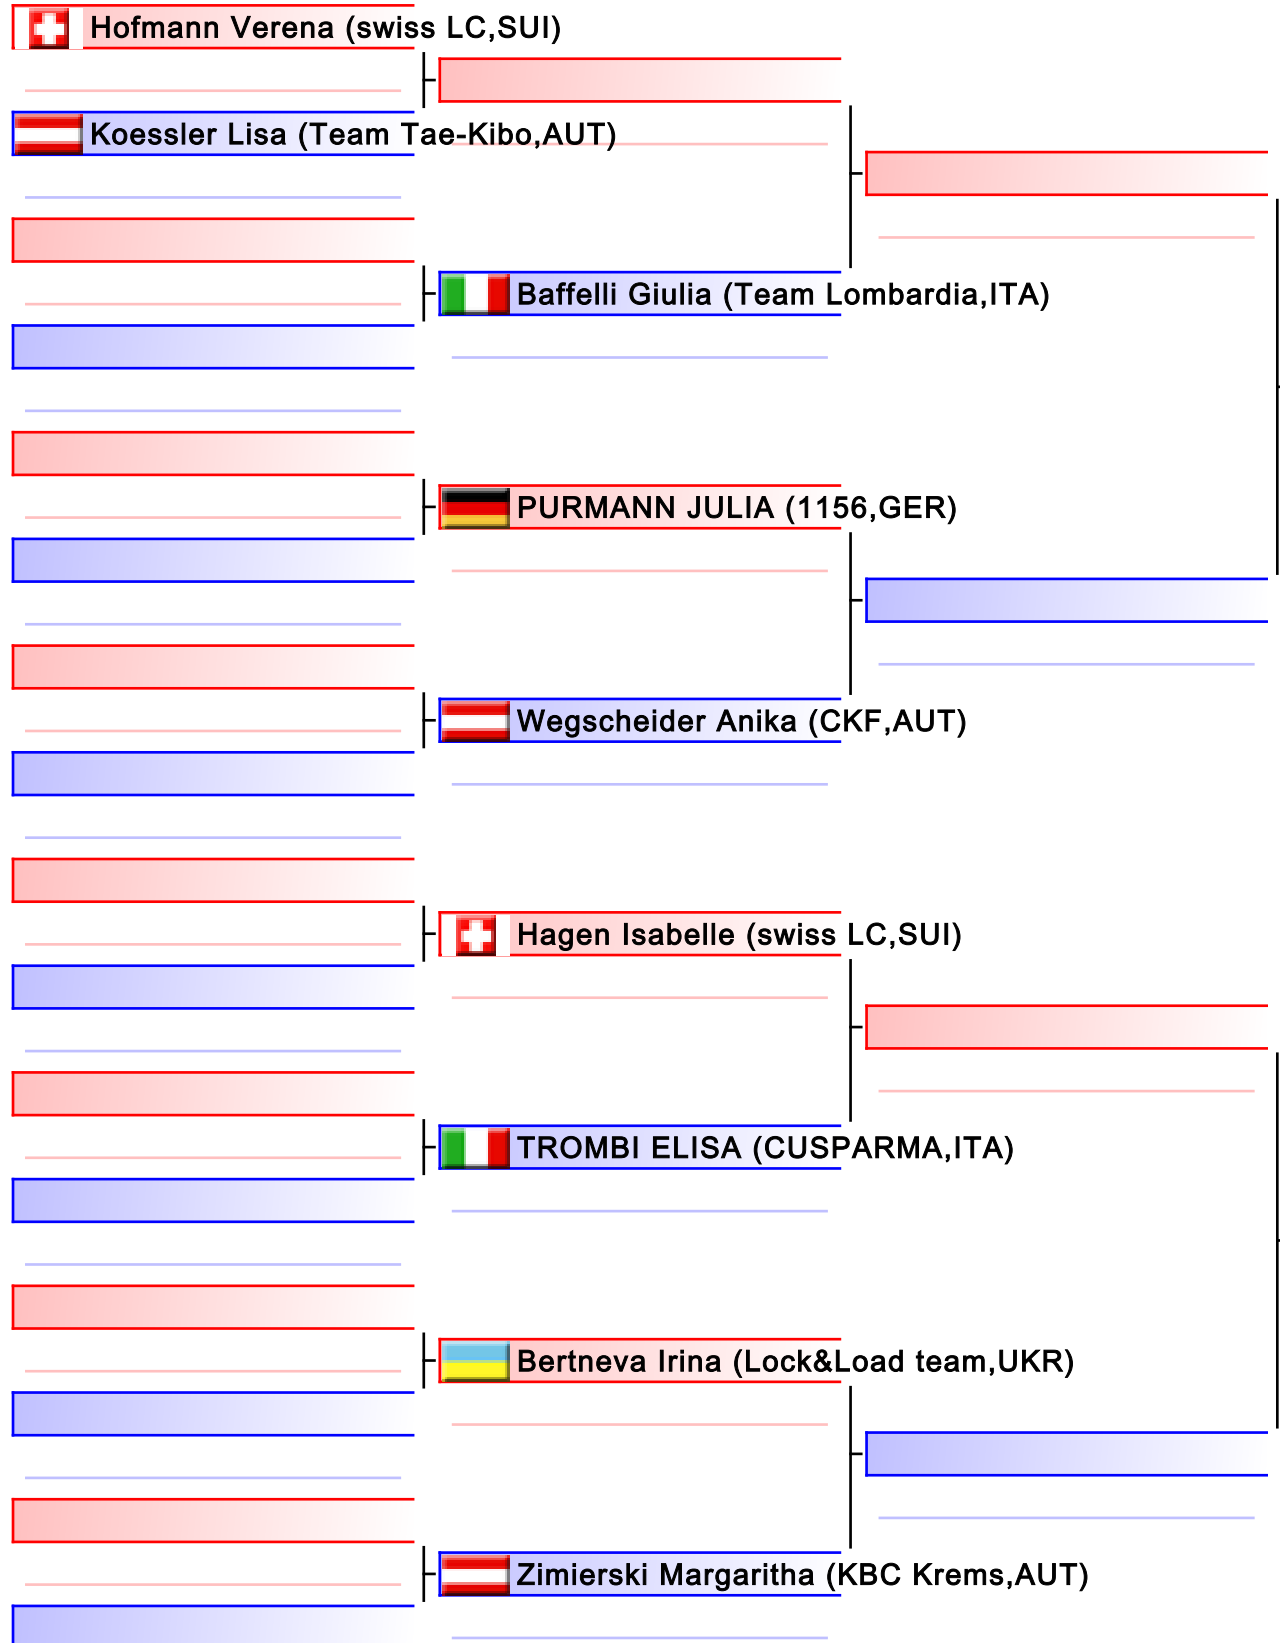 Hofmann Verena (swiss LC,SUI)
Koessler Lisa (Team Tae-Kibo,AUT)
Baffelli Giulia (Team Lombardia,ITA)
PURMANN JULIA (1156,GER)
Wegscheider Anika (CKF,AUT)
Hagen Isabelle (swiss LC,SUI)
TROMBI ELISA (CUSPARMA,ITA)
Bertneva Irina (Lock&Load team,UKR)
Zimierski Margaritha (KBC Krems,AUT)